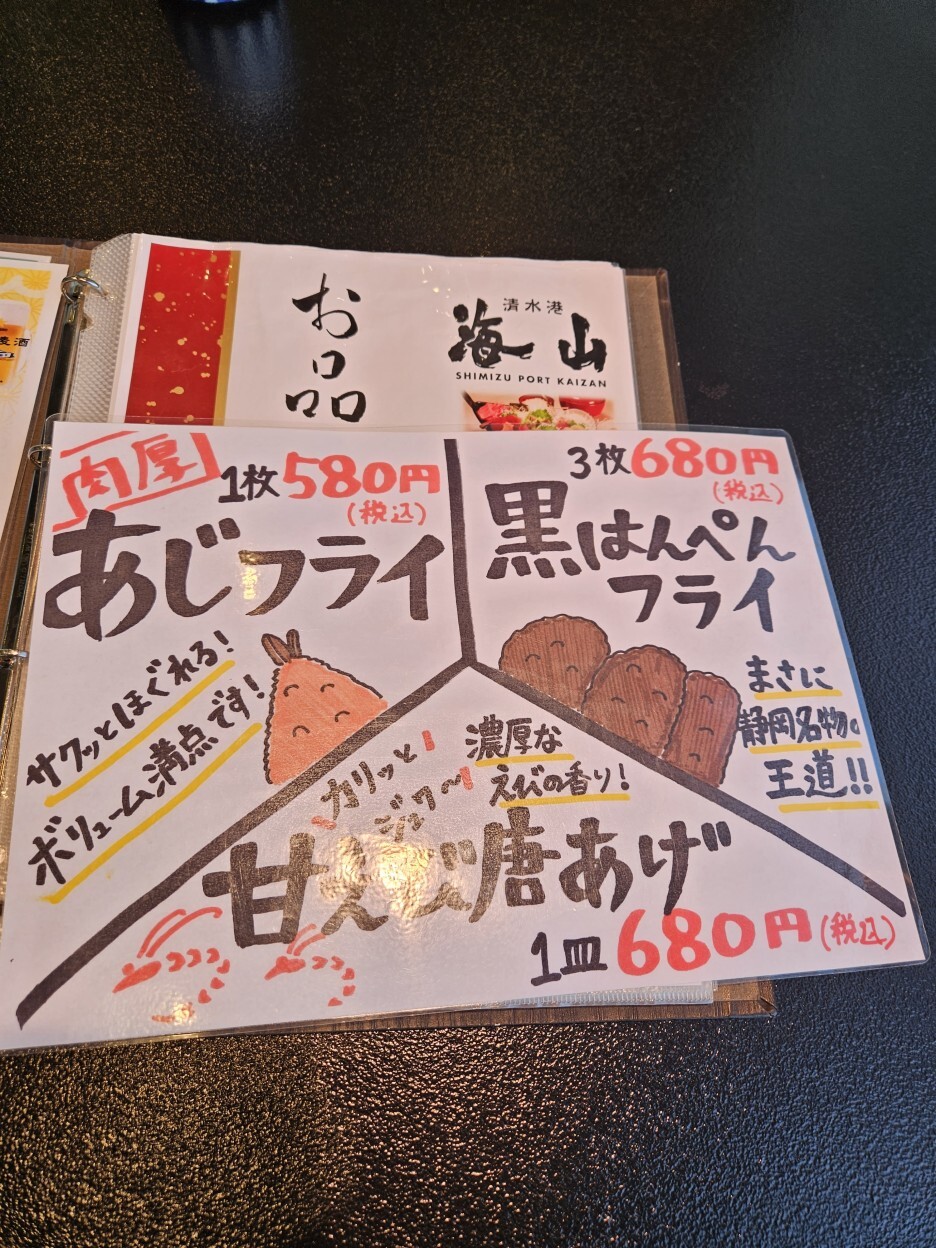 お品
清水港
海山
SHIMIZU PORT KAIZAN
肉厚
1枚580円
(税込)
あじフライ
サクッとほぐれる!
ボリューム満点です!
3枚680円
(税込)
黒はんぺん
フライ
まさに
静岡名物の
王道!!
カリッと
ジュワ〜
濃厚な
えびの香り!
甘えび唐あげ
1皿680円(税込)